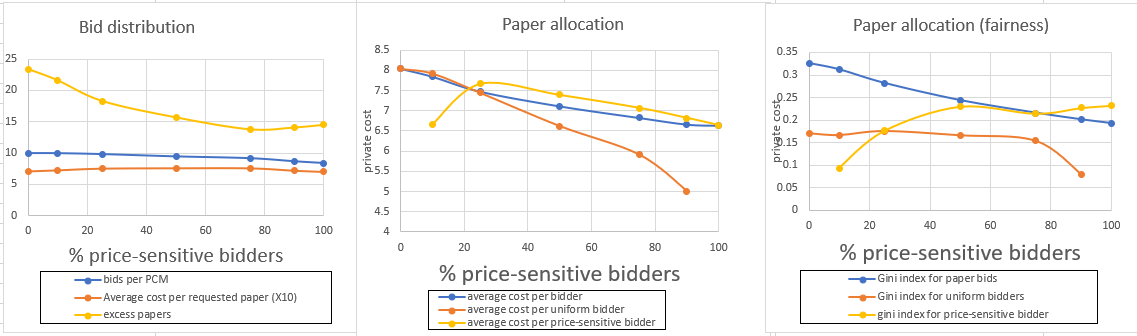 Bid distribution
25
20
15
10
5
0
0 20 40 60 80 100
% price-sensitive bidders
bids per PCM
Average cost per requested paper (X10)
excess papers
Paper allocation
8.5
8
7.5
7
6.5
6
5.5
5
4.5
4
private cost
0 20 40 60 80 100
% price-sensitive bidders
average cost per bidder
average cost per uniform bidder
average cost per price-sensitive bidder
Paper allocation (fairness)
0.35
0.3
0.25
0.2
0.15
0.1
0.05
0
private cost
0 20 40 60 80 100
% price-sensitive bidders
Gini index for paper bids
Gini index for uniform bidders
gini index for price-sensitive bidder